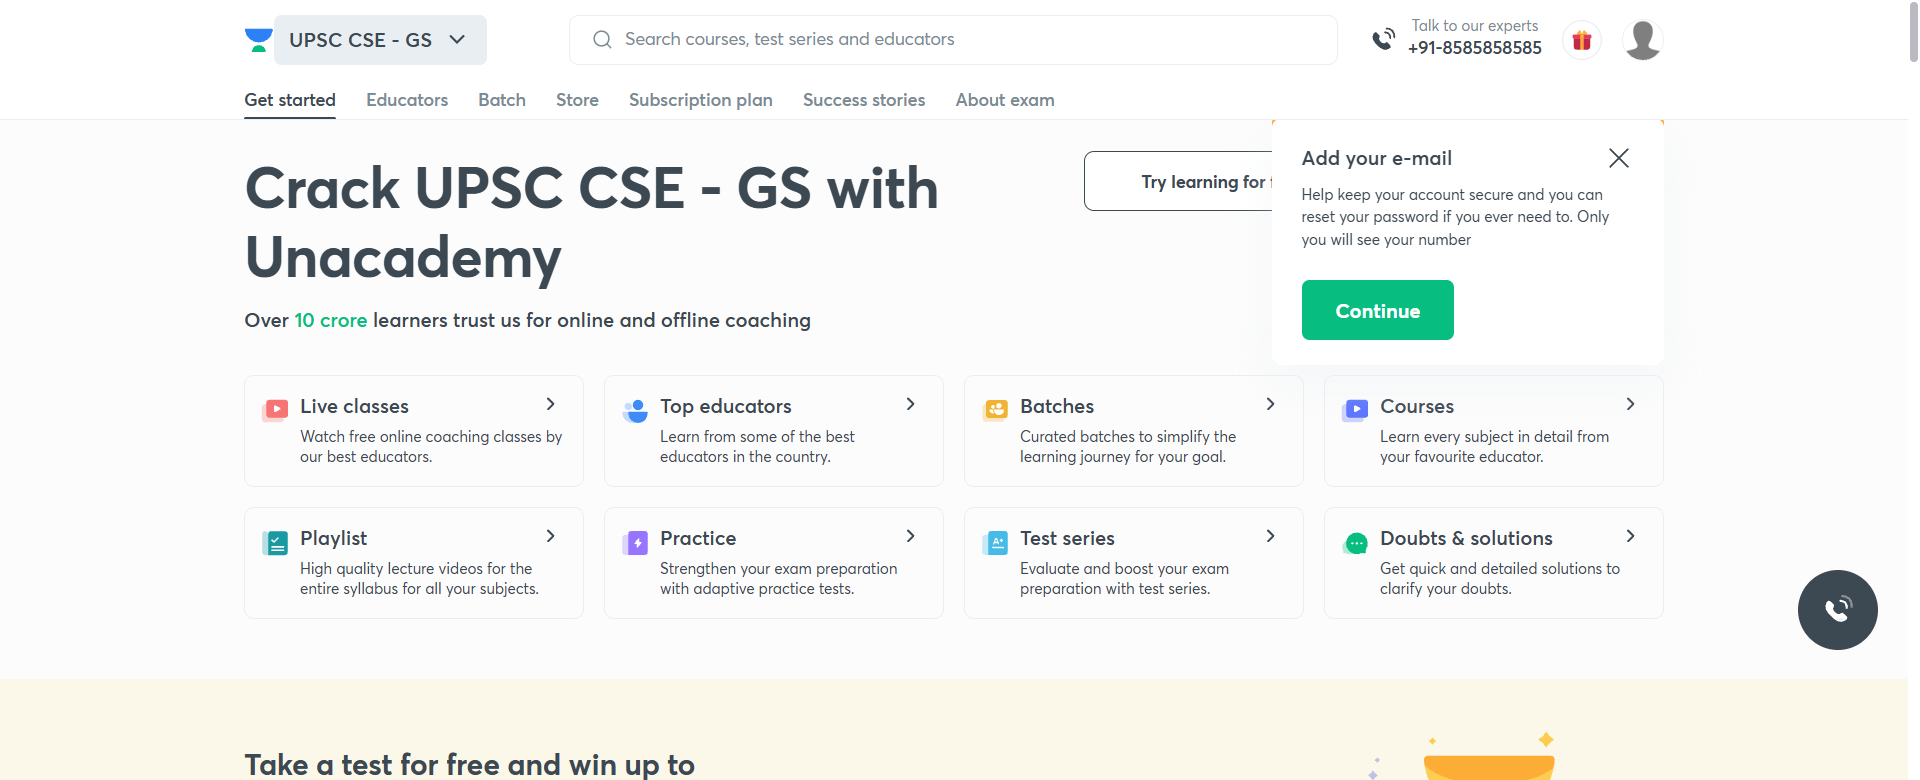 UPSC CSE - GS
Search courses, test series and educators
Talk to our experts
+91-8585858585
Get started
Educators
Batch
Store
Subscription plan
Success stories
About exam
Crack UPSC CSE - GS with
Unacademy
Over 10 crore learners trust us for online and offline coaching
Try learning for
Add your e-mail
Help keep your account secure and you can
reset your password if you ever need to. Only
you will see your number
Continue
Live classes
Watch free online coaching classes by
our best educators.
Top educators
Learn from some of the best
educators in the country.
Batches
Curated batches to simplify the
learning journey for your goal.
Courses
Learn every subject in detail from
your favourite educator.
Playlist
High quality lecture videos for the
entire syllabus for all your subjects.
Practice
Strengthen your exam preparation
with adaptive practice tests.
Test series
Evaluate and boost your exam
preparation with test series.
Doubts & solutions
Get quick and detailed solutions to
clarify your doubts.
Take a test for free and win up to